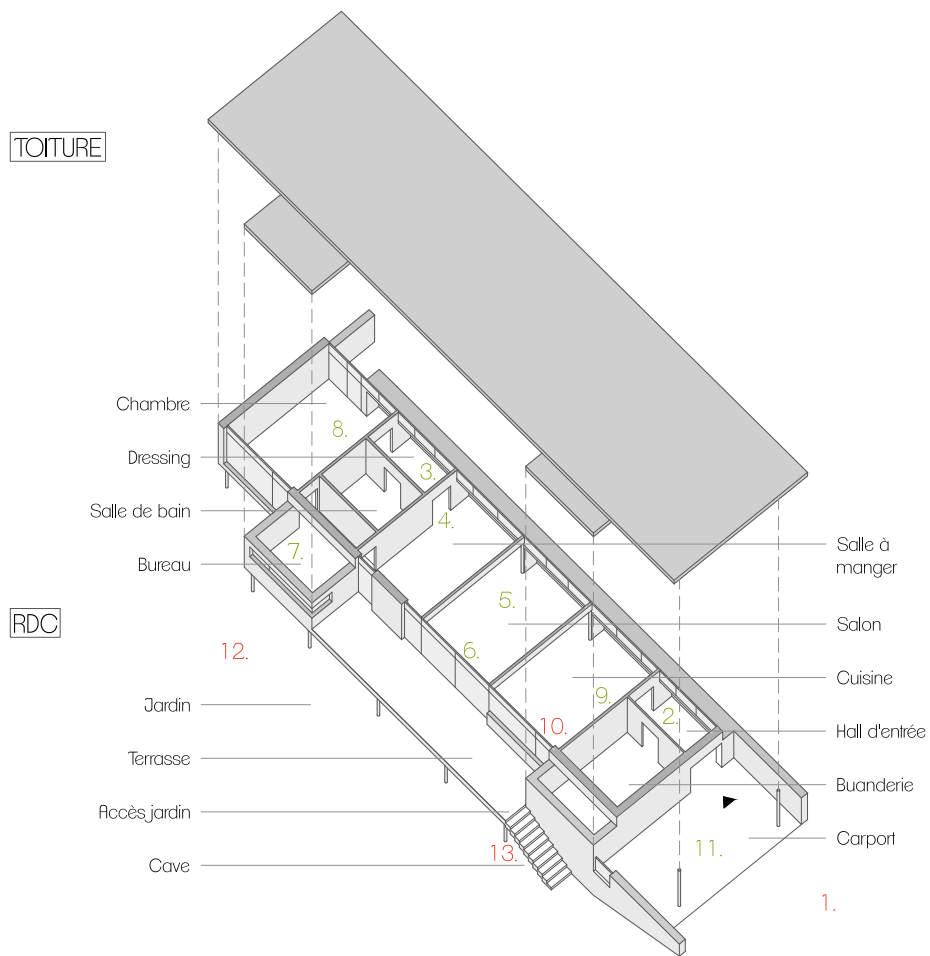 TOITURE
Chambre
8.
Dressing
3.
Salle de bain
4.
Salle à
manger
Bureau
7.
5.
RDC
Salon
12.
6.
Cuisine
9.
Jardin
10.
2.
Hall d'entrée
Terrasse
Buanderie
Accès jardin
Carport
11.
13.
Cave
1.